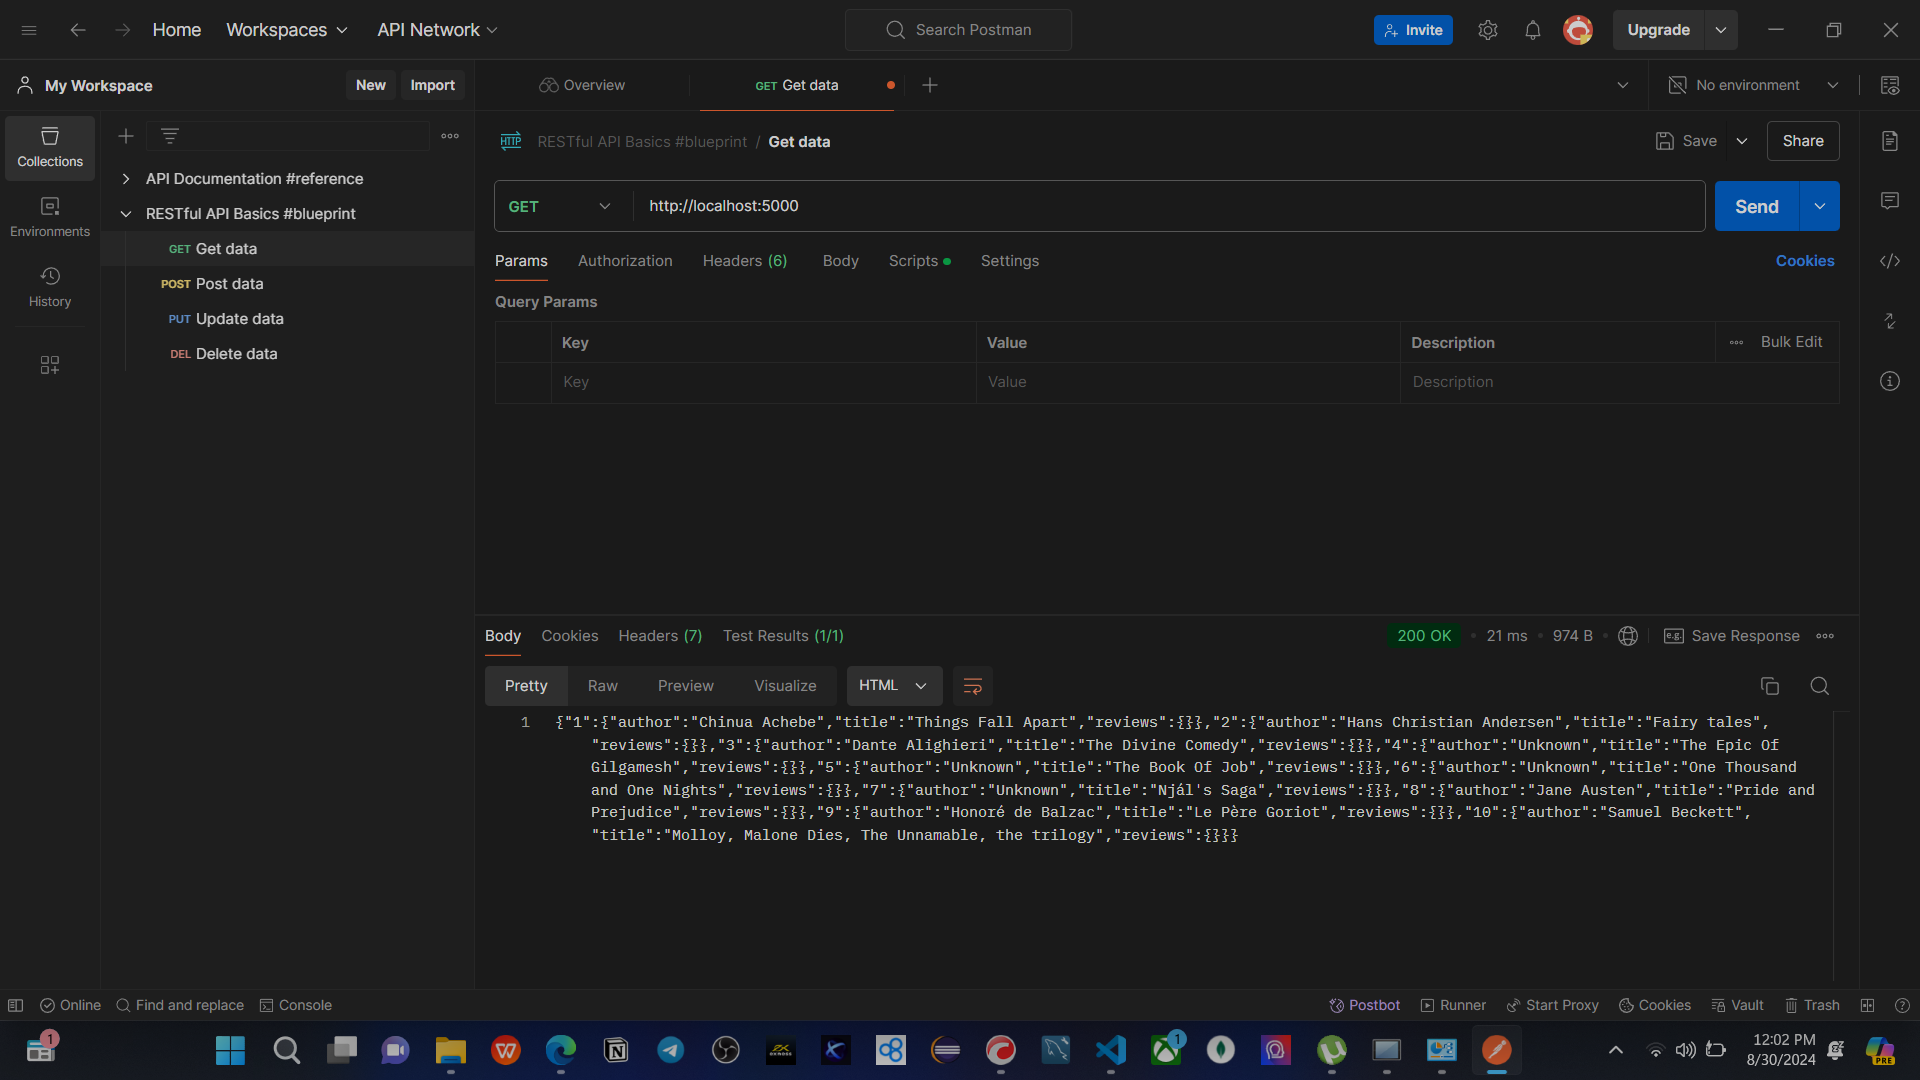 Home
Workspaces
API Network
Search Postman
Invite
Upgrade
My Workspace
New
Import
Overview
GET Get data
No environment
Collections
Environments
History
API Documentation #reference
RESTful API Basics #blueprint
GET Get data
POST Post data
PUT Update data
DEL Delete data
HTTP
RESTful API Basics #blueprint / Get data
Save
Share
GET
http://localhost:5000
Send
Params
Authorization
Headers (6)
Body
Scripts
Settings
Cookies
Query Params
Key
Value
Description
Bulk Edit
Key
Value
Description
Body
Cookies
Headers (7)
Test Results (1/1)
200 OK
21 ms
974 B
e.g.
Save Response
Pretty
Raw
Preview
Visualize
HTML
1 {"1":{"author":"Chinua Achebe","title":"Things Fall Apart","reviews":{}},"2":{"author":"Hans Christian Andersen","title":"Fairy tales",
"reviews":{}},"3":{"author":"Dante Alighieri","title":"The Divine Comedy","reviews":{}},"4":{"author":"Unknown","title":"The Epic Of
Gilgamesh","reviews":{}},"5":{"author":"Unknown","title":"The Book Of Job","reviews":{}},"6":{"author":"Unknown","title":"One Thousand
and One Nights","reviews":{}},"7":{"author":"Unknown","title":"Njál's Saga","reviews":{}},"8":{"author":"Jane Austen","title":"Pride and
Prejudice","reviews":{}},"9":{"author":"Honoré de Balzac","title":"Le Père Goriot","reviews":{}},"10":{"author":"Samuel Beckett",
"title":"Molloy, Malone Dies, The Unnamable, the trilogy","reviews":{}}}
Online
Find and replace
Console
Postbot
Runner
Start Proxy
Cookies
Vault
Trash
1
1
12:02 PM
8/30/2024
PRE